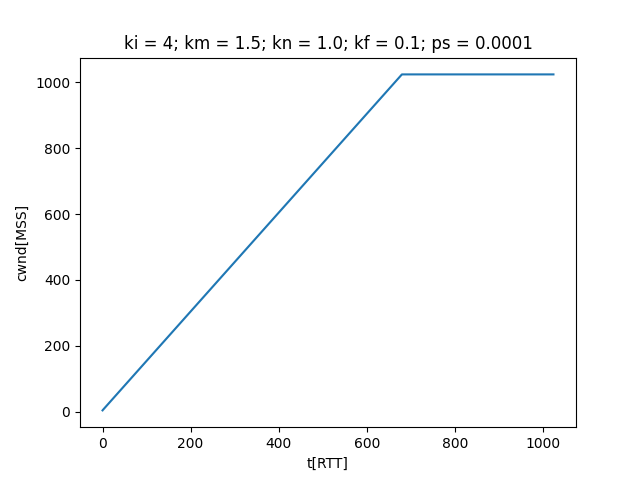 ki = 4; km = 1.5; kn = 1.0; kf = 0.1; ps = 0.0001
1000
800
600
400
200
0
cwnd[MSS]
0 200 400 600 800 1000
t[RTT]